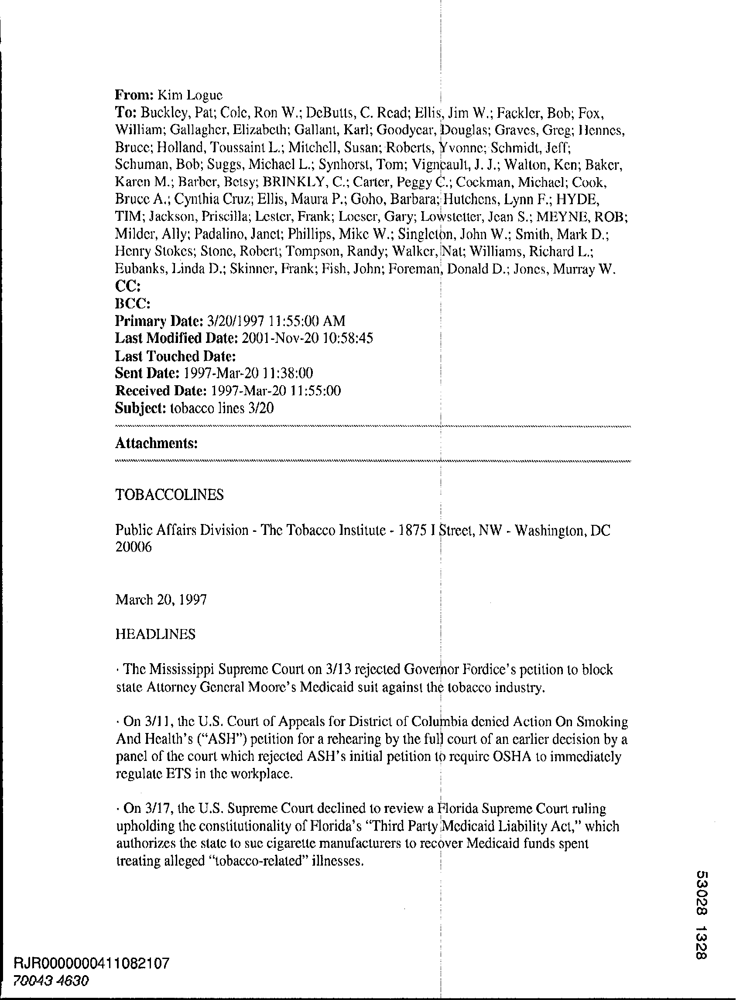 From: Kim Logue
To: Buckley, Pat; Cole, Ron W.; DeButts, C. Read; Ellis, Jim W.; Fackler, Bob; Fox,
William; Gallagher, Elizabeth; Gallant, Karl; Goodyear, Douglas; Graves, Greg; Hennes,
Bruce; Holland, Toussaint L.; Mitchell, Susan; Roberts, Yvonne; Schmidt, Jeff;
Schuman, Bob; Suggs, Michael L.; Synhorst, Tom; Vigneault, J. J.; Walton, Ken; Baker,
Karen M.; Barber, Betsy; BRINKLY, C.; Carter, Peggy C.; Cockman, Michael; Cook,
Bruce A.; Cynthia Cruz; Ellis, Maura P.; Goho, Barbara; Hutchens, Lynn F.; HYDE,
TIM; Jackson, Priscilla; Lester, Frank; Loeser, Gary; Lowstetter, Jean S.; MEYNE, ROB;
Milder, Ally; Padalino, Janet; Phillips, Mike W.; Singleton, John W.; Smith, Mark D.;
Henry Stokes; Stone, Robert; Tompson, Randy; Walker, Nat; Williams, Richard L.;
Eubanks, Linda D.; Skinner, Frank; Fish, John; Foreman, Donald D.; Jones, Murray W.
CC:
BCC:
Primary Date: 3/20/1997 11:55:00 AM
Last Modified Date: 2001-Nov-20 10:58:45
Last Touched Date:
Sent Date: 1997-Mar-20 11:38:00
Received Date: 1997-Mar-20 11:55:00
Subject: tobacco lines 3/20
Attachments:
TOBACCOLINES
Public Affairs Division - The Tobacco Institute - 1875 I Street, NW - Washington, DC
20006
March 20, 1997
HEADLINES
· The Mississippi Supreme Court on 3/13 rejected Governor Fordice's petition to block
state Attorney General Moore's Medicaid suit against the tobacco industry.
· On 3/11, the U.S. Court of Appeals for District of Columbia denied Action On Smoking
And Health's ("ASH") petition for a rehearing by the full court of an earlier decision by a
panel of the court which rejected ASH's initial petition to require OSHA to immediately
regulate ETS in the workplace.
· On 3/17, the U.S. Supreme Court declined to review a Florida Supreme Court ruling
upholding the constitutionality of Florida's "Third Party Medicaid Liability Act," which
authorizes the state to sue cigarette manufacturers to recover Medicaid funds spent
treating alleged "tobacco-related" illnesses.
53028 1328
RJR0000000411082107
70043 4630